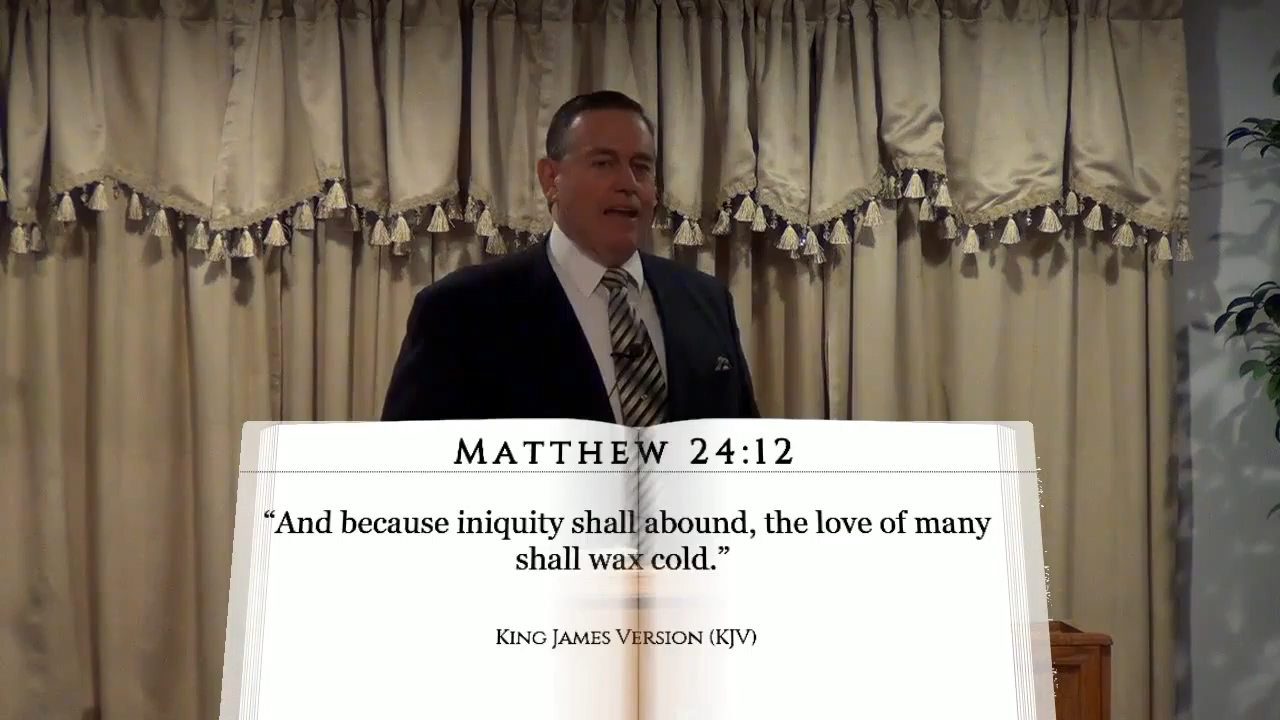 MATTHEW 24:12
“And because iniquity shall abound, the love of many
shall wax cold.”
KING JAMES VERSION (KJV)